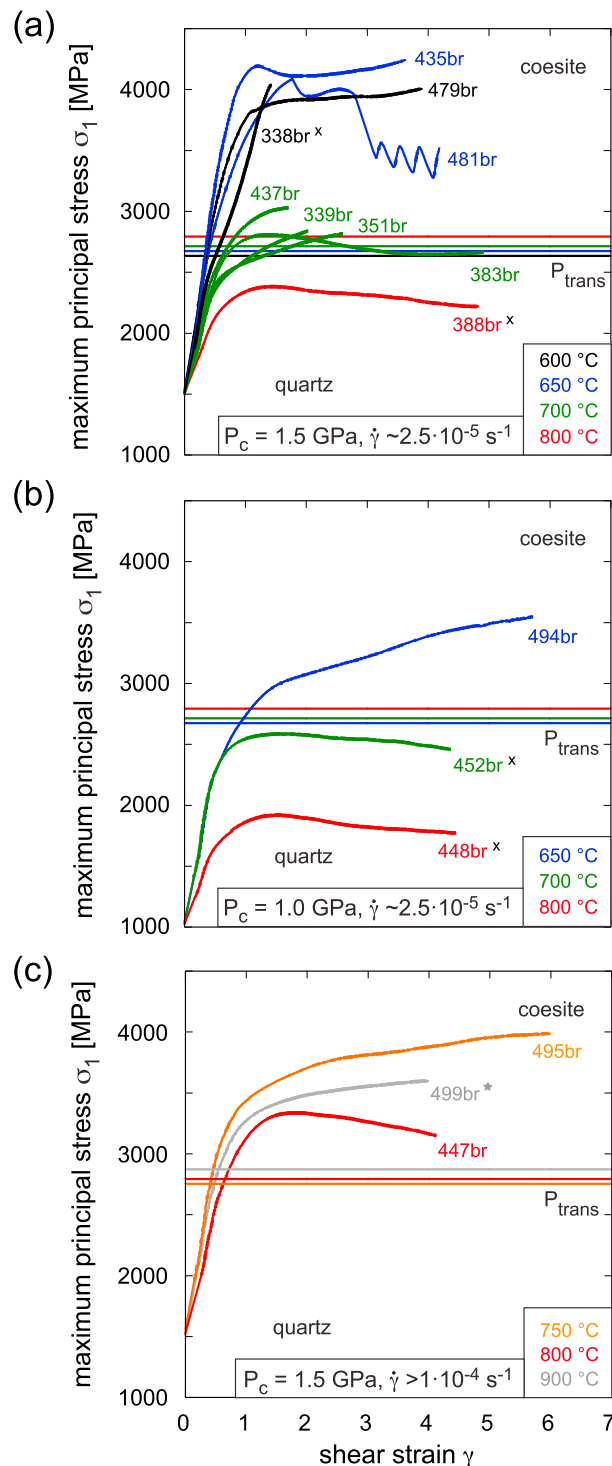 (a)
maximum principal stress σ1 [MPa]
4000
3000
2000
1000
435br
coesite
479br
338br x
481br
437br
339br
351br
Ptrans
383br
388br x
quartz
600 °C
650 °C
700 °C
800 °C
Pc = 1.5 GPa, γ̇ ~2.5·10-5 s-1
(b)
maximum principal stress σ1 [MPa]
4000
3000
2000
1000
coesite
494br
Ptrans
452br x
448br x
quartz
650 °C
700 °C
800 °C
Pc = 1.0 GPa, γ̇ ~2.5·10-5 s-1
(c)
maximum principal stress σ1 [MPa]
4000
3000
2000
1000
coesite
495br
499br ★
447br
Ptrans
quartz
750 °C
800 °C
900 °C
Pc = 1.5 GPa, γ̇ >1·10-4 s-1
0 1 2 3 4 5 6 7
shear strain γ